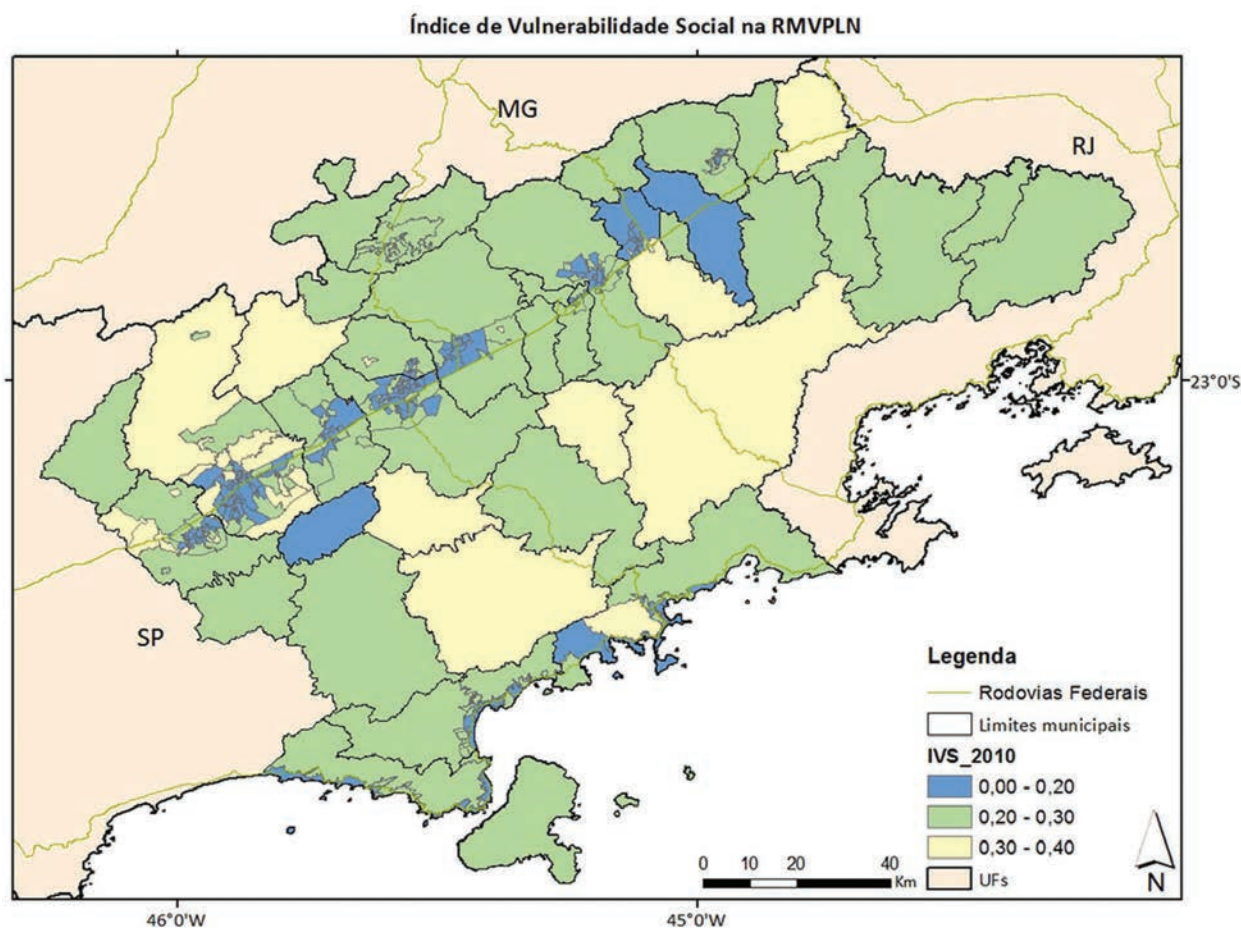 Índice de Vulnerabilidade Social na RMVPLN
MG
RJ
23°0'S
SP
Legenda
Rodovias Federais
Limites municipais
IVS_2010
0,00 - 0,20
0,20 - 0,30
0,30 - 0,40
UFs
0 10 20 40
Km
N
46°0'W 45°0'W